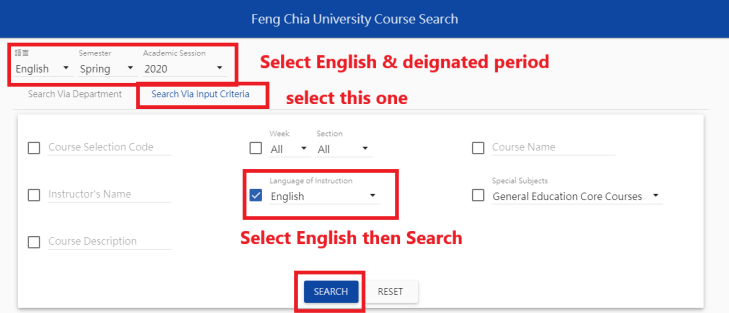 Feng Chia University Course Search
語言 Semester Academic Session
English Spring 2020
Select English & deignated period
Search Via Department Search Via Input Criteria
select this one
Week Section
Course Selection Code All All Course Name
Language of Instruction Special Subjects
Instructor's Name English General Education Core Courses
Course Description
Select English then Search
SEARCH RESET